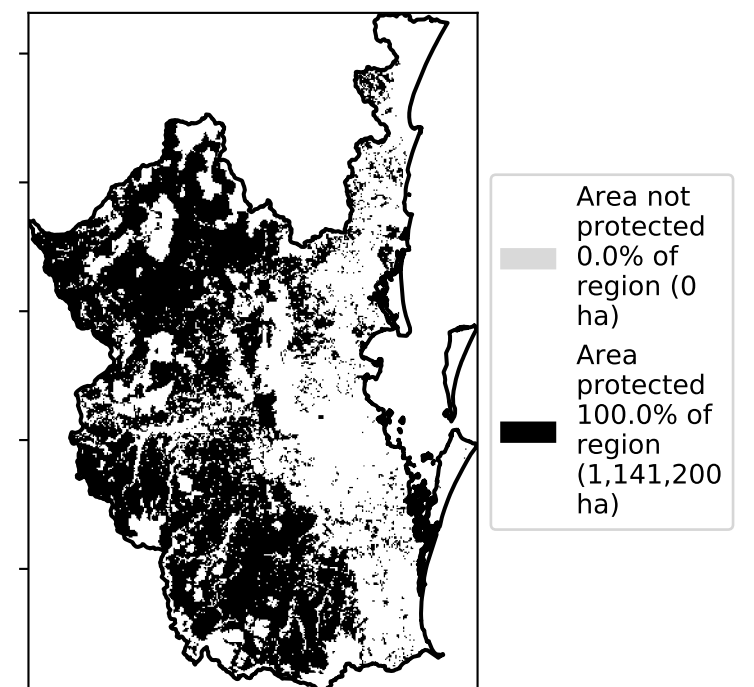 Area not
protected
0.0% of
region (0
ha)
Area
protected
100.0% of
region
(1,141,200
ha)